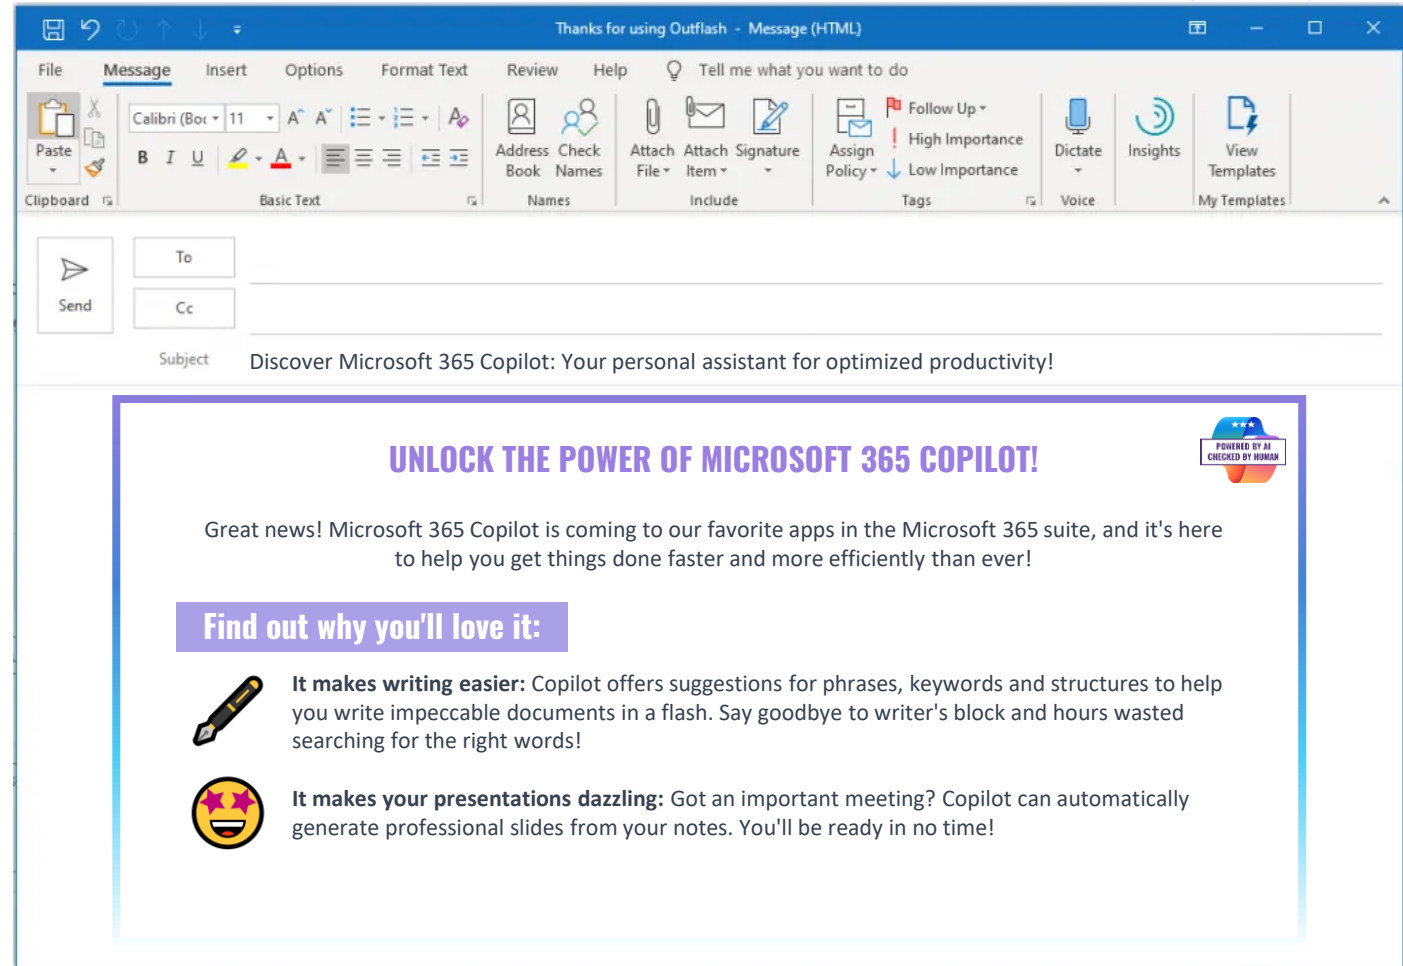 Thanks for using Outflash - Message (HTML)
File Message Insert Options Format Text Review Help Tell me what you want to do
Paste
Clipboard
Calibri (Boc 11 A^ A˅
B I U A
Basic Text
Address Book
Check Names
Names
Attach File
Attach Item
Signature
Include
Assign Policy
Follow Up
High Importance
Low Importance
Tags
Dictate
Voice
Insights
View Templates
My Templates
Send
To
Cc
Subject Discover Microsoft 365 Copilot: Your personal assistant for optimized productivity!
UNLOCK THE POWER OF MICROSOFT 365 COPILOT!
POWERED BY AI
CHECKED BY HUMAN
Great news! Microsoft 365 Copilot is coming to our favorite apps in the Microsoft 365 suite, and it's here
to help you get things done faster and more efficiently than ever!
Find out why you'll love it:
It makes writing easier: Copilot offers suggestions for phrases, keywords and structures to help
you write impeccable documents in a flash. Say goodbye to writer's block and hours wasted
searching for the right words!
It makes your presentations dazzling: Got an important meeting? Copilot can automatically
generate professional slides from your notes. You'll be ready in no time!